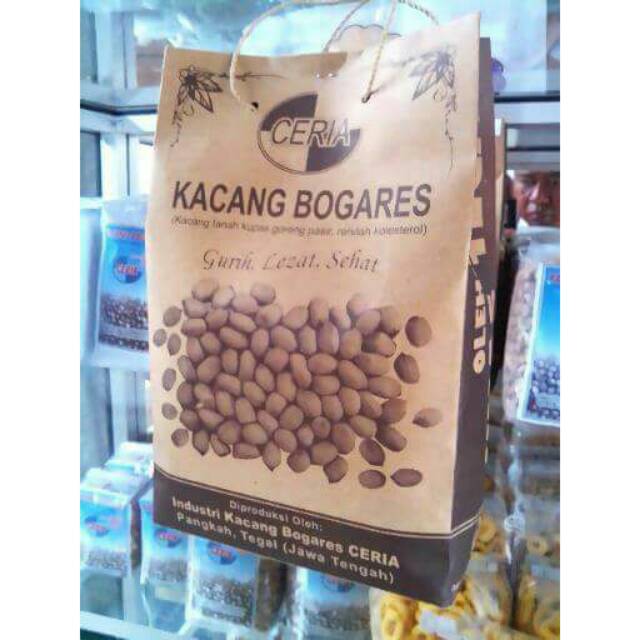 CERIA
KACANG BOGARES
(Kacang tanah kupas goreng pasir, rendah kolesterol)
Gurih, Lezat, Sehat
Diproduksi Oleh:
Industri Kacang Bogares CERIA
Pangkah, Tegal (Jawa Tengah)
OLEH